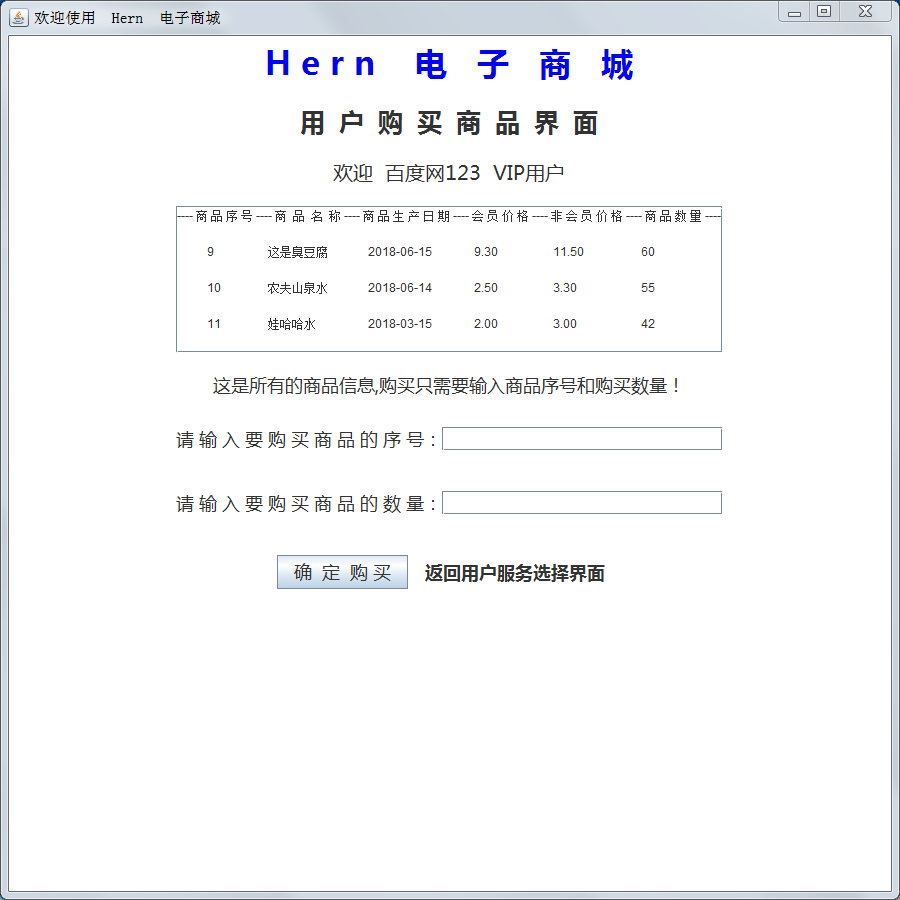 欢迎使用 Hern 电子商城
Hern 电 子 商 城
用 户 购 买 商 品 界 面
欢迎 百度网123 VIP用户
----商品序号----商 品 名 称----商品生产日期----会员价格----非会员价格----商品数量----
9 这是臭豆腐 2018-06-15 9.30 11.50 60
10 农夫山泉水 2018-06-14 2.50 3.30 55
11 娃哈哈水 2018-03-15 2.00 3.00 42
这是所有的商品信息,购买只需要输入商品序号和购买数量！
请 输 入 要 购 买 商 品 的 序 号：
请 输 入 要 购 买 商 品 的 数 量：
确 定 购 买 返回用户服务选择界面